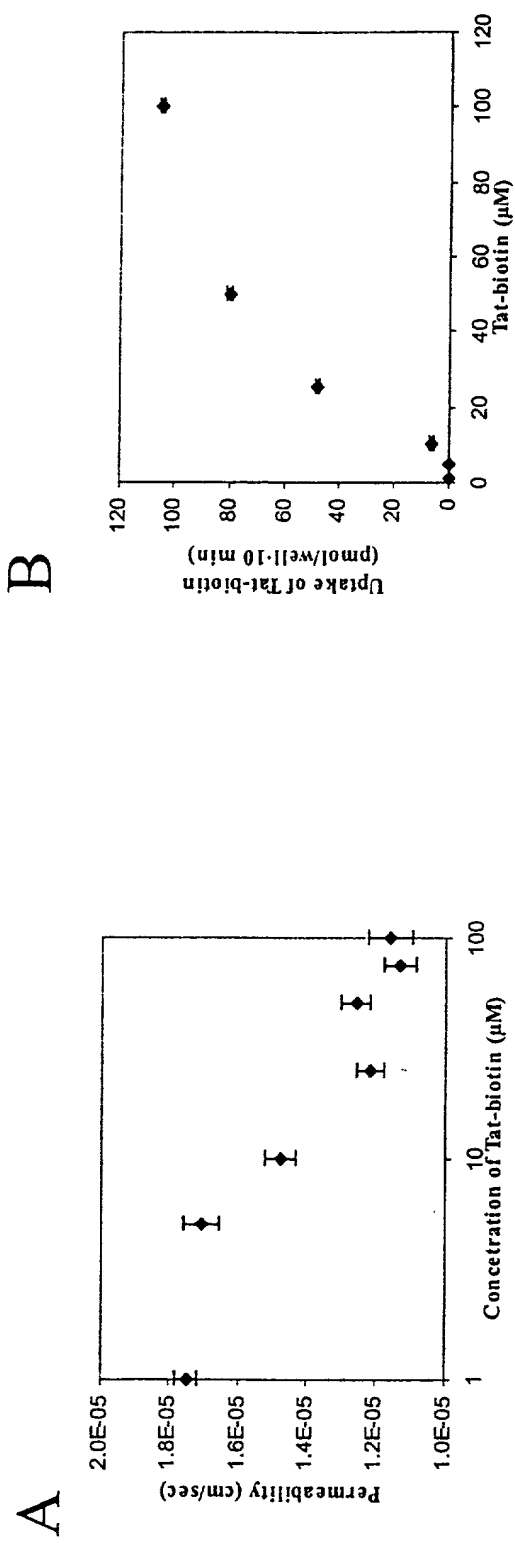 A
2.0E-05
1.8E-05
1.6E-05
1.4E-05
1.2E-05
1.0E-05
Permeability (cm/sec)
1
10
100
Concetration of Tat-biotin (µM)
B
120
100
80
60
40
20
0
Uptake of Tat-biotin
(pmol/well·10 min)
0
20
40
60
80
100
120
Tat-biotin (µM)